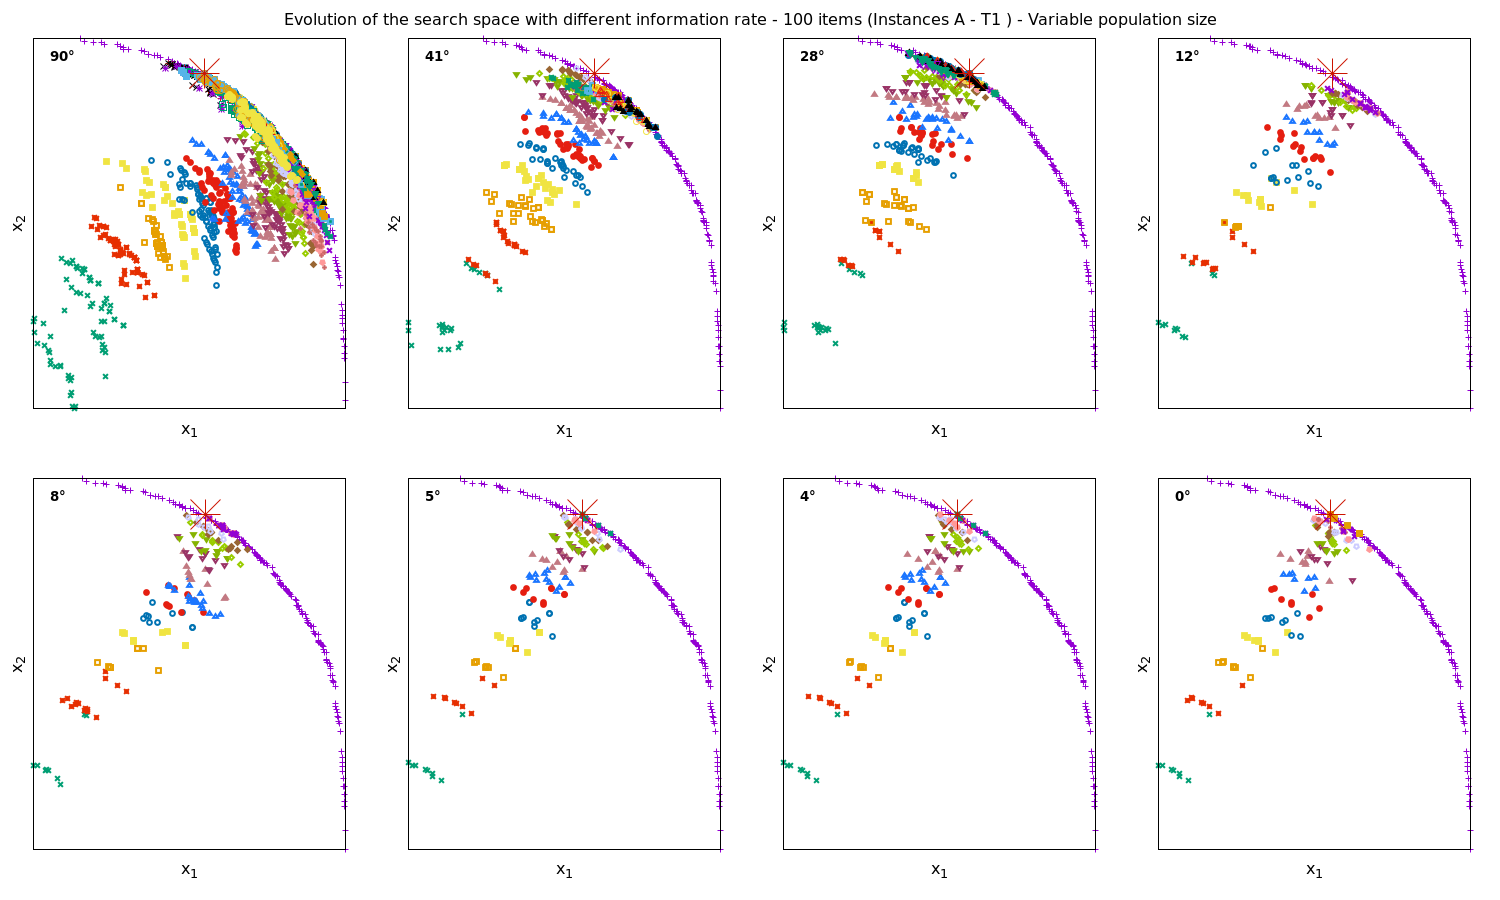 Evolution of the search space with different information rate - 100 items (Instances A - T1 ) - Variable population size
90°
41°
28°
12°
x2
x2
x2
x2
x1
x1
x1
x1
8°
5°
4°
0°
x2
x2
x2
x2
x1
x1
x1
x1